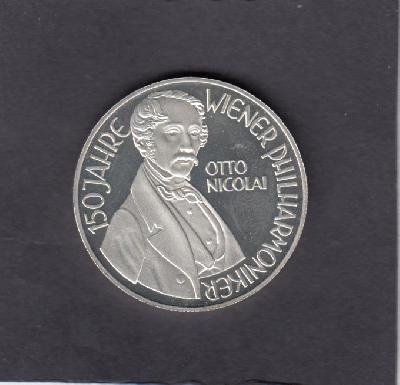 150 JAHRE WIENER PHILHARMONIKER
OTTO
NICOLAI